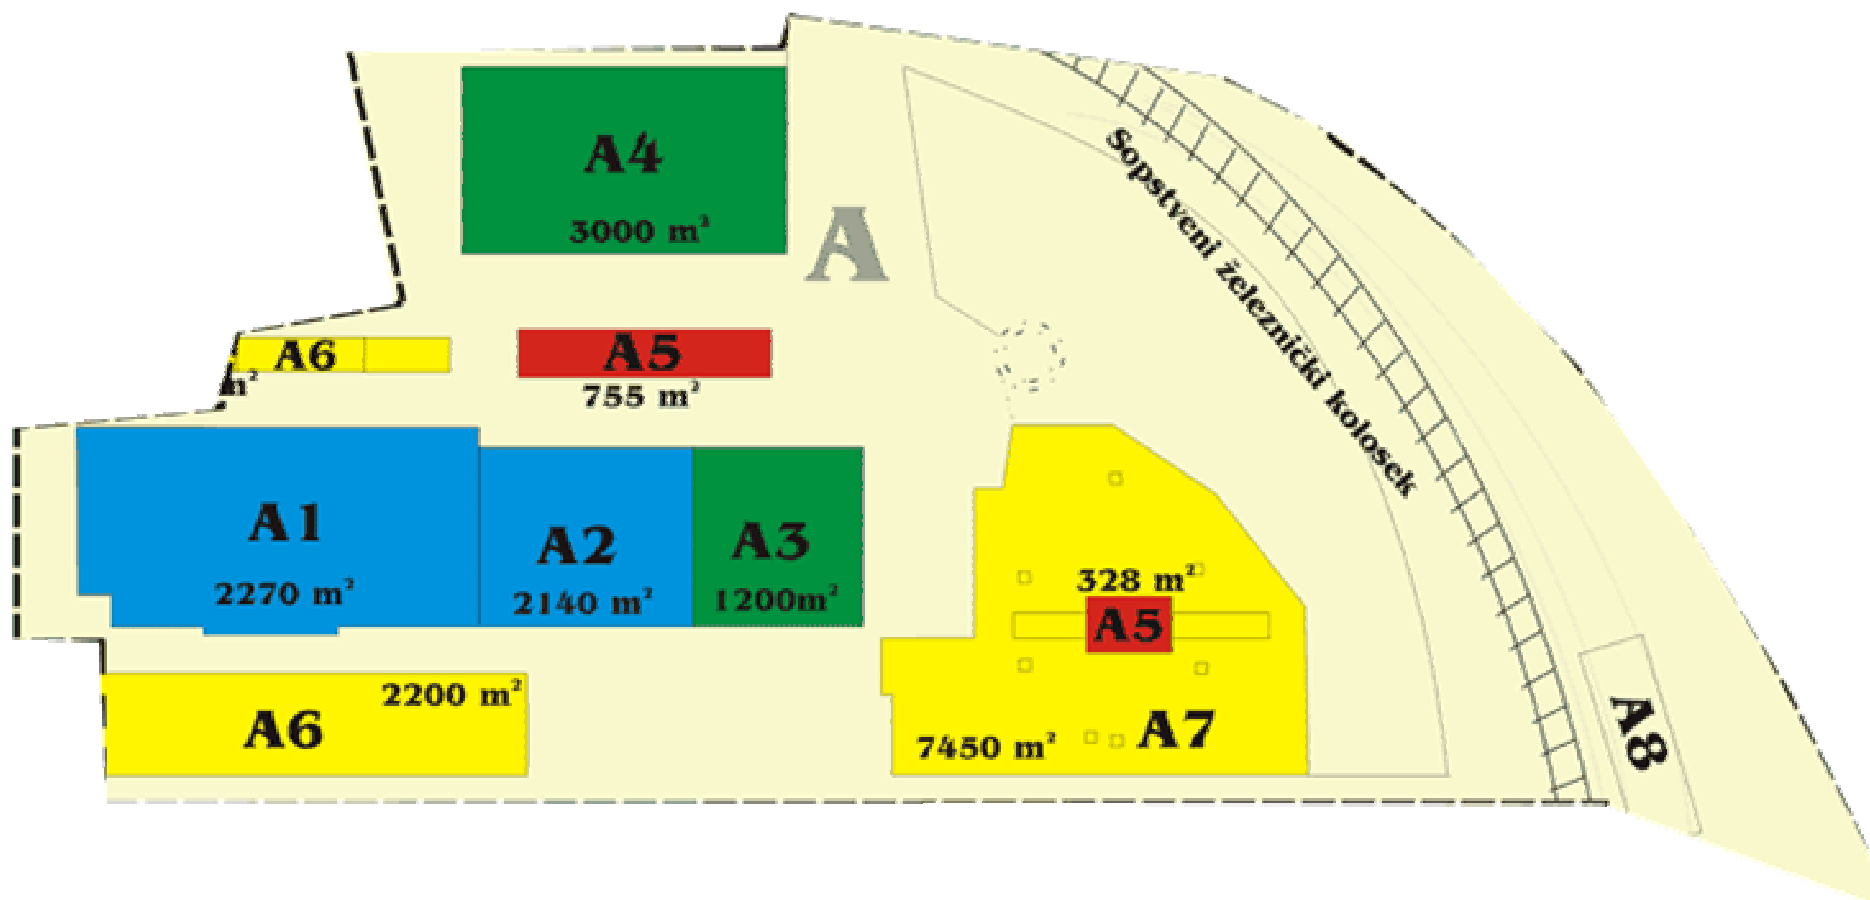 A4
3000 m²
A
Sopstveni železnički kolosek
A6
m²
A5
755 m²
A1
2270 m²
A2
2140 m²
A3
1200m²
328 m²
A5
2200 m²
A6
7450 m²
A7
A8